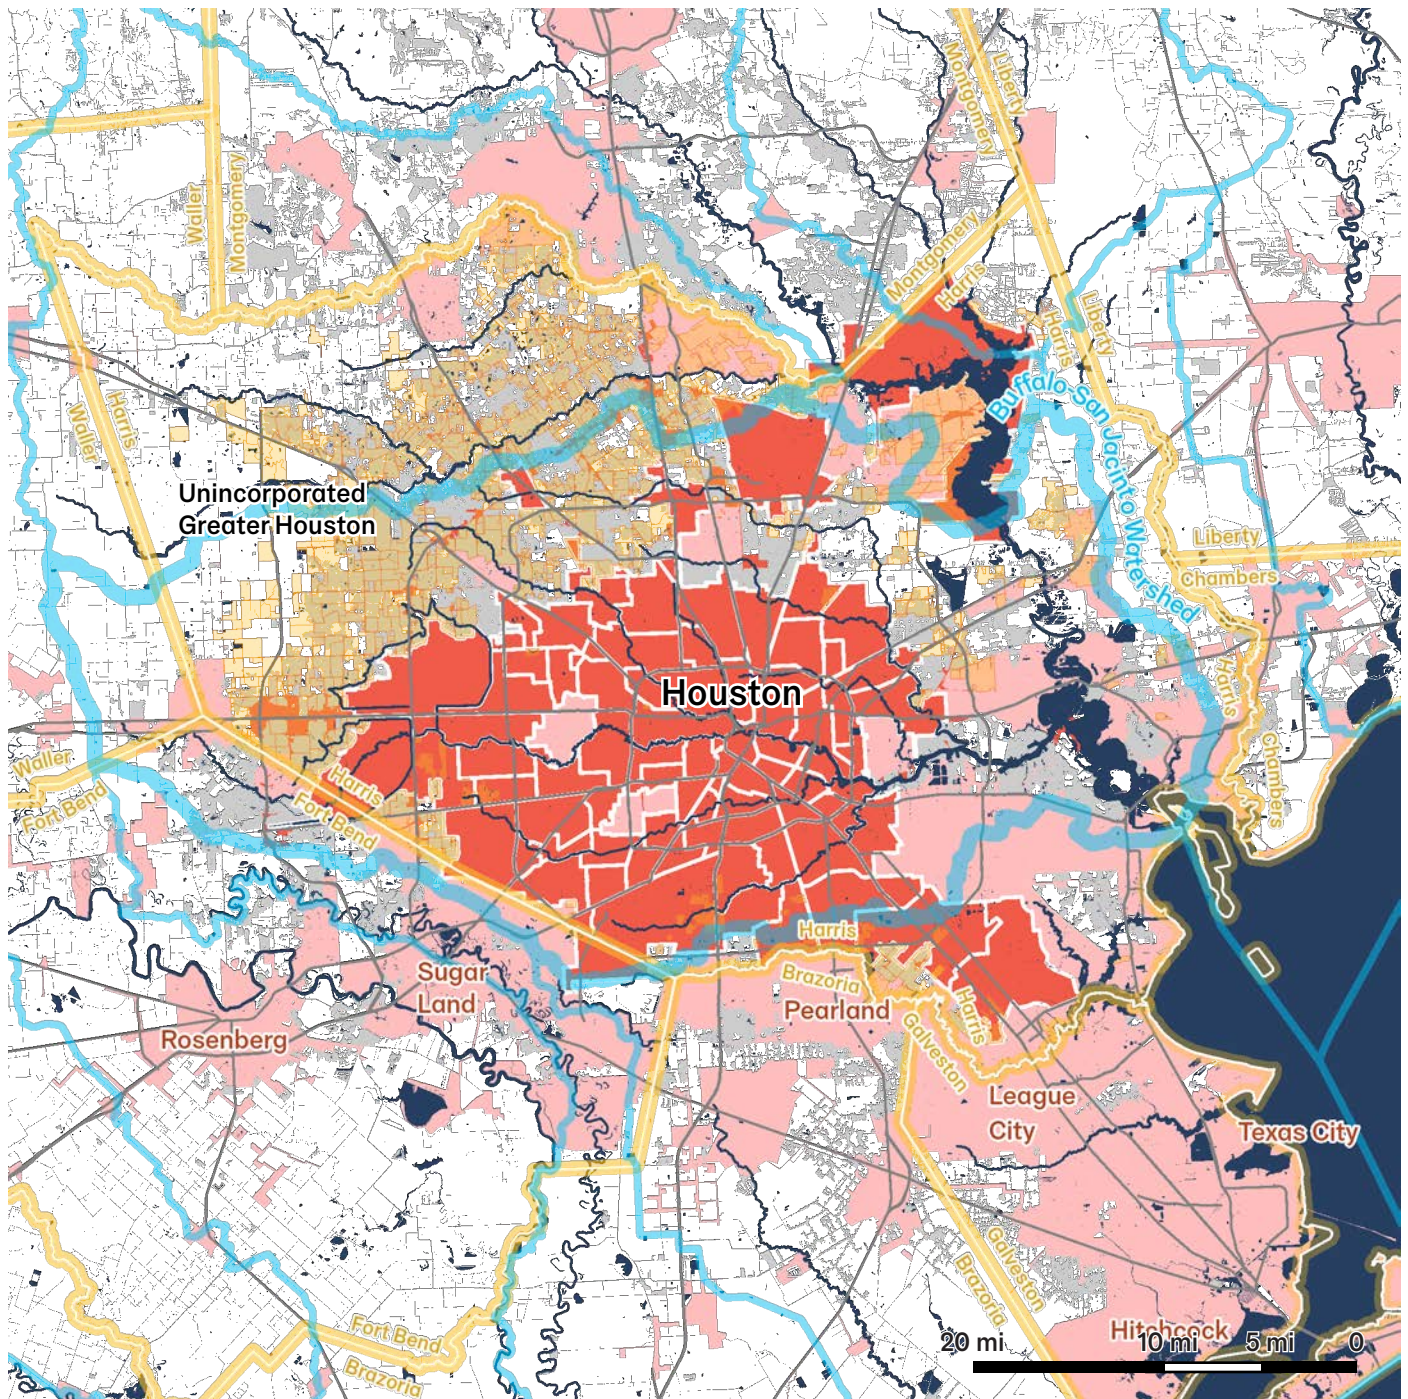 Montgomery
Liberty
Waller
Montgomery
Montgomery
Harris
Liberty
Harris
Waller
Harris
Buffalo-San Jacinto Watershed
Unincorporated
Greater Houston
Liberty
Chambers
Harris
Houston
Waller
Fort Bend
Harris
Fort Bend
Chambers
Harris
Brazoria
Sugar
Land
Pearland
Harris
Galveston
Rosenberg
League
City
Texas City
Galveston
Brazoria
Fort Bend
Brazoria
Hitchcock
20 mi 10 mi 5 mi 0